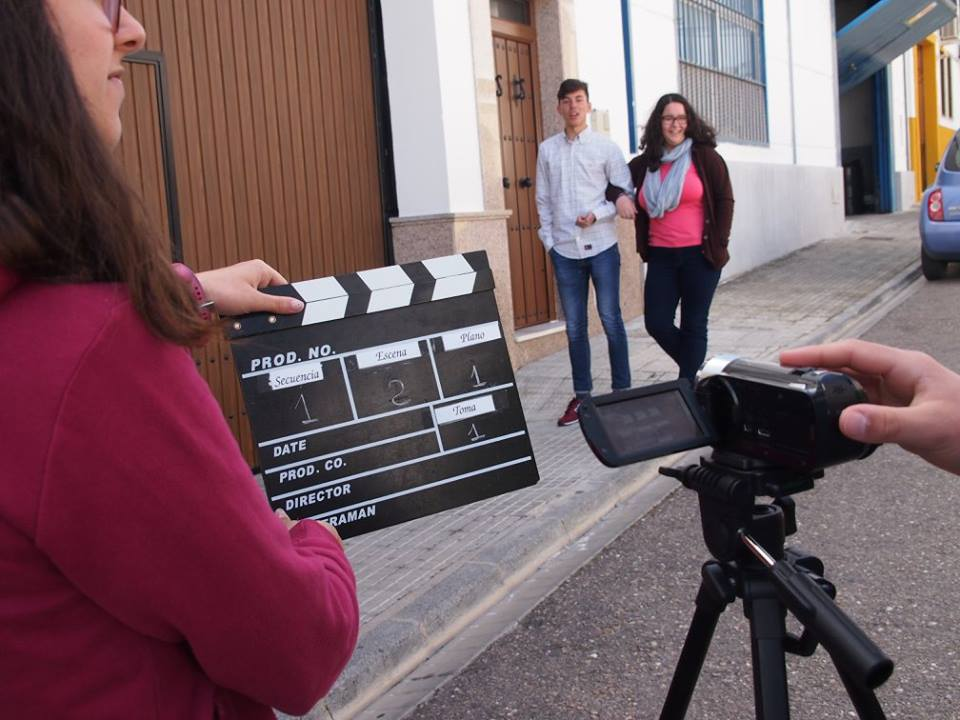 PROD. NO.
Secuencia Escena Plano
1 2 1
Toma
1
DATE
PROD. CO.
DIRECTOR
ERAMAN